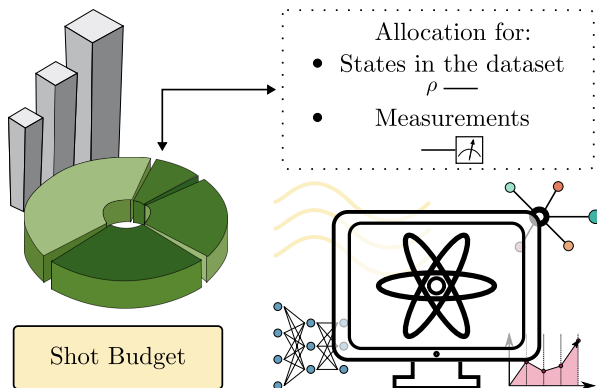 Allocation for:
• States in the dataset
ρ
• Measurements
Shot Budget